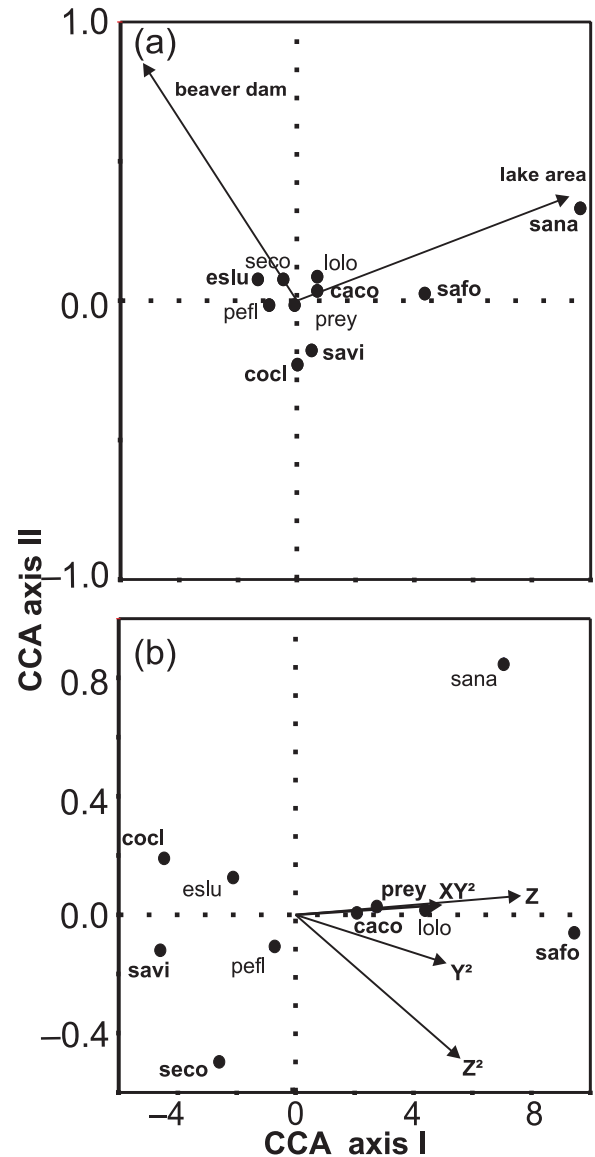 1.0
(a)
beaver dam
lake area
sana
seco
lolo
eslu
caco
safo
0.0
pefl
prey
savi
cocl
CCA axis II
–1.0
(b)
0.8
sana
0.4
cocl
eslu
prey XY²
Z
0.0
caco
lolo
savi
pefl
safo
Y²
–0.4
seco
Z²
–4 0 4 8
CCA axis I